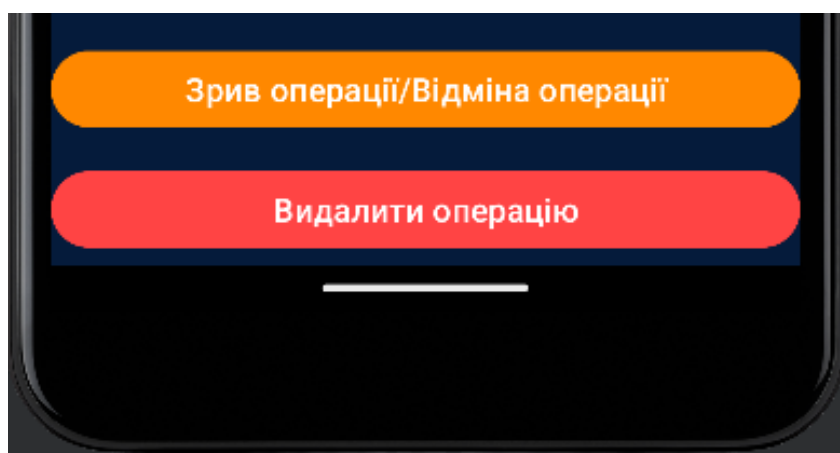 Зрив операції/Відміна операції
Видалити операцію